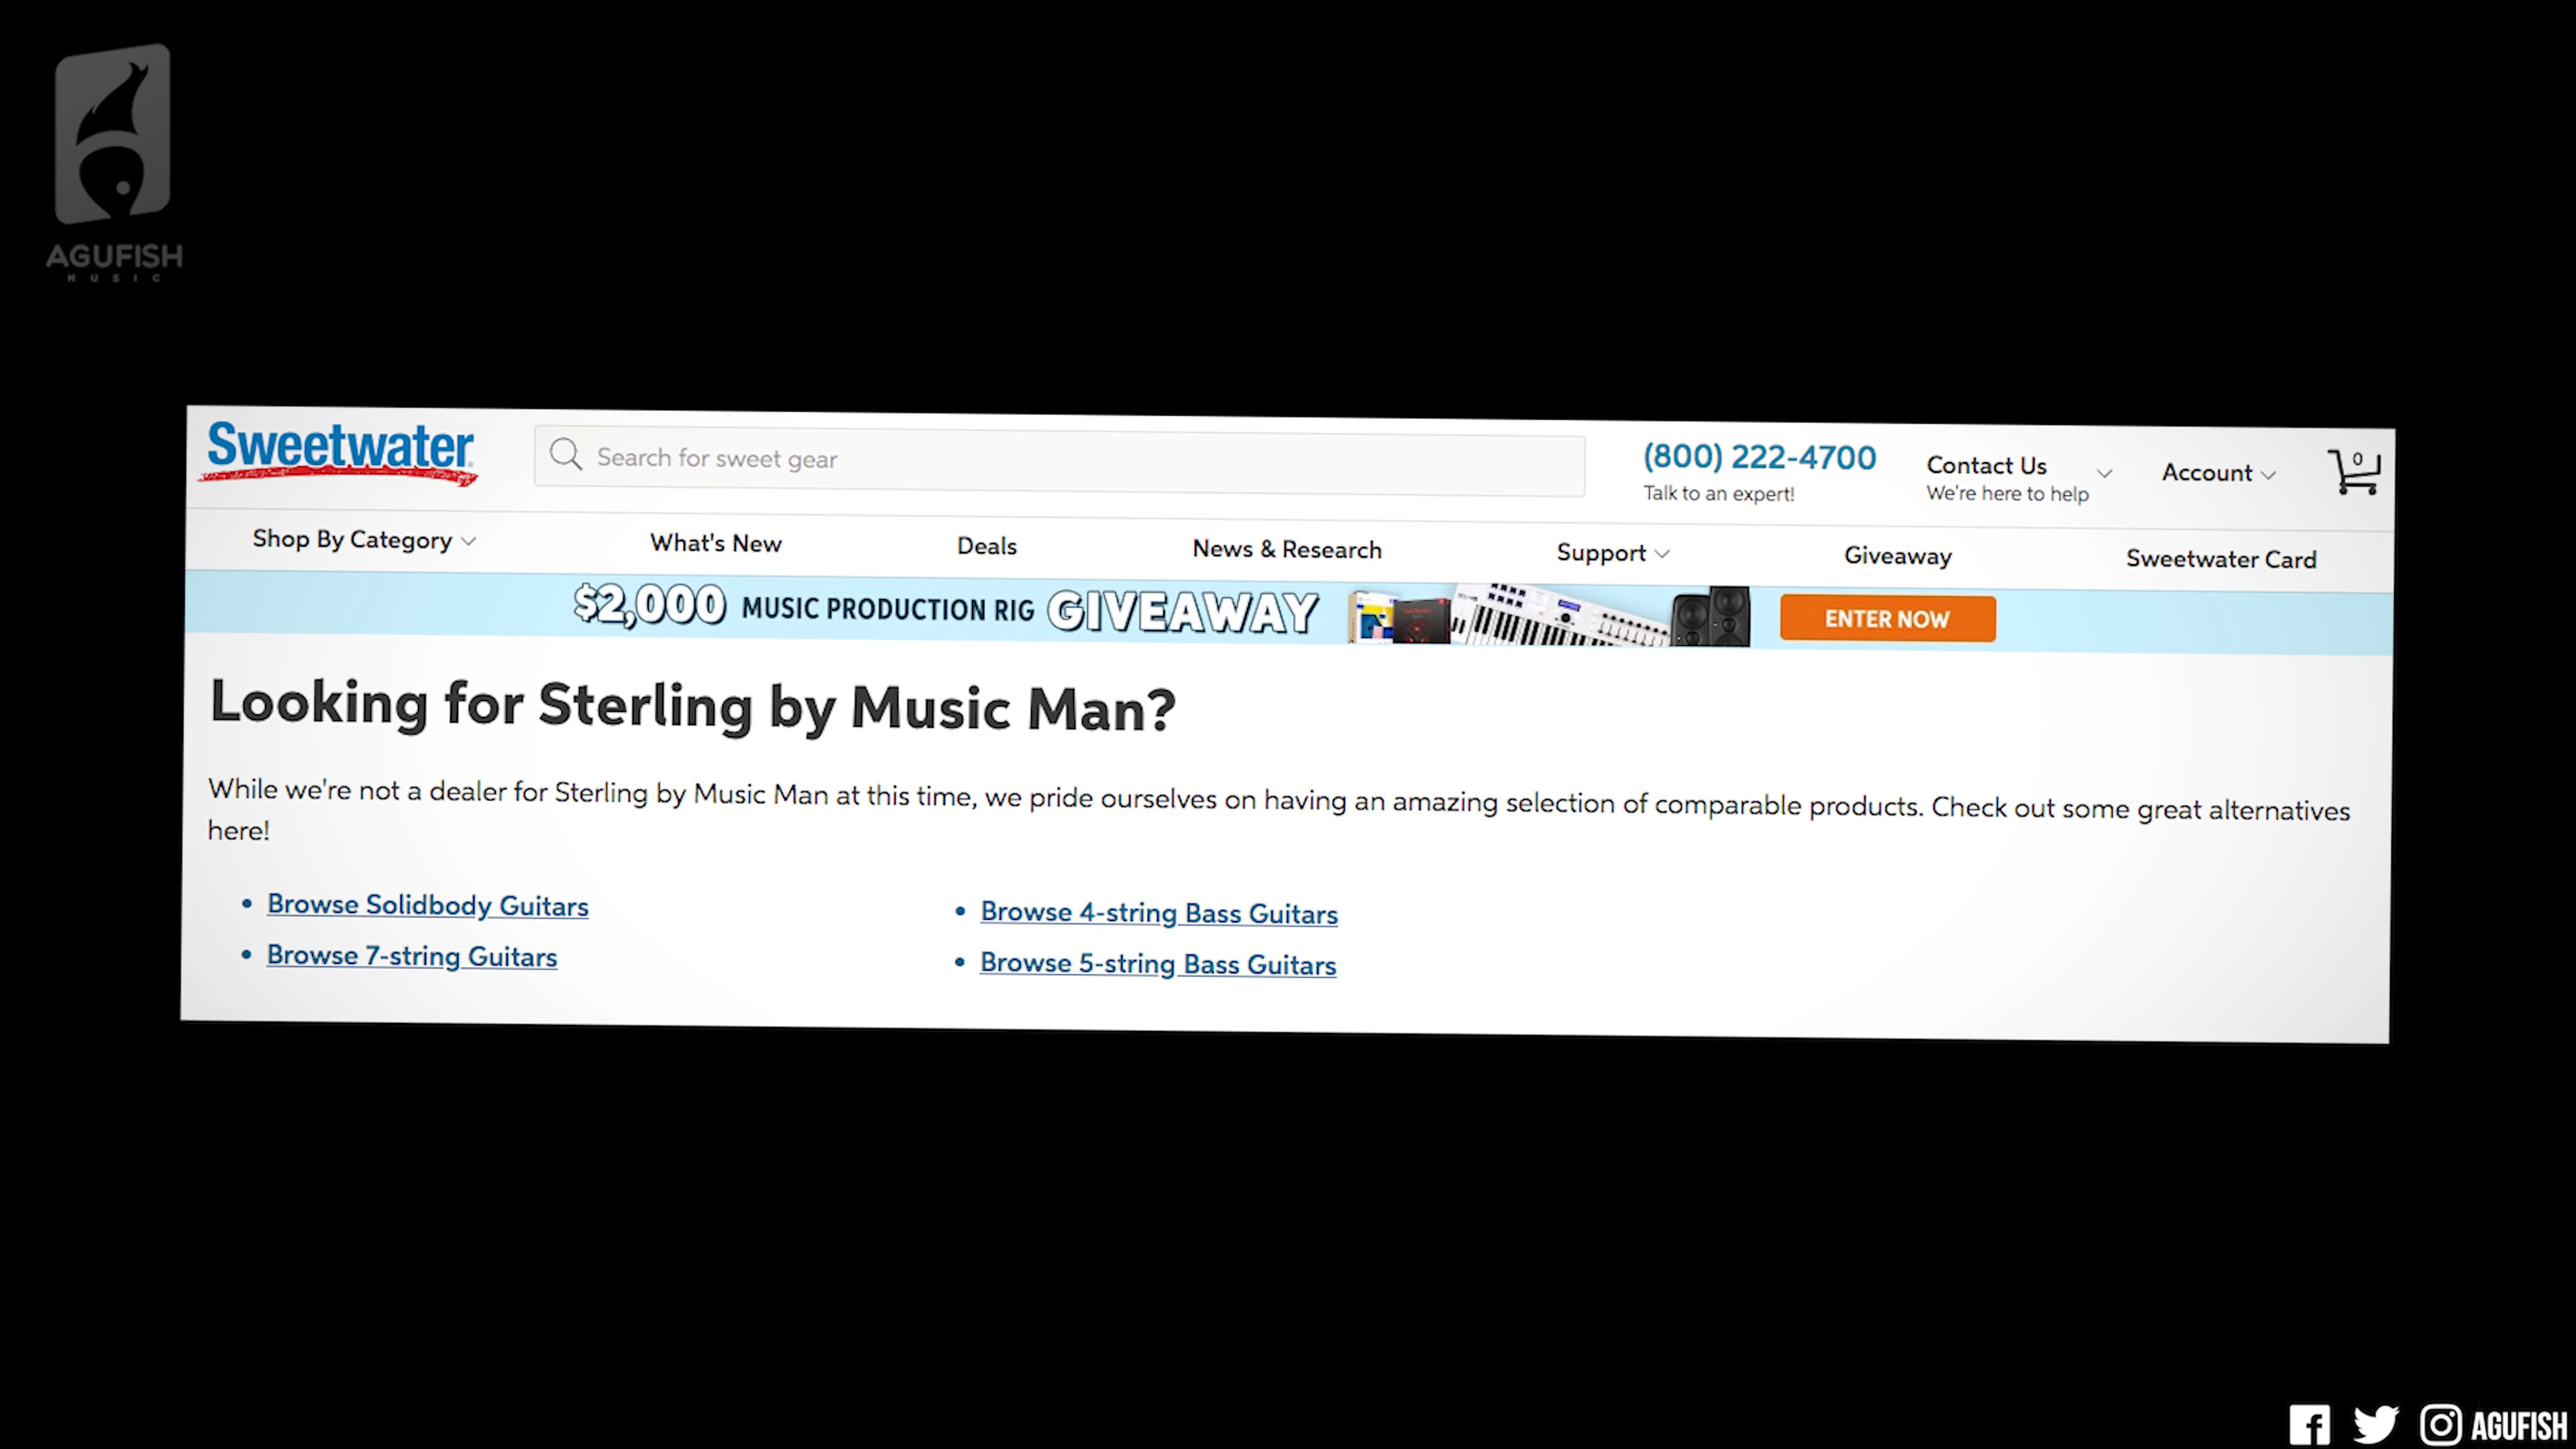 AGUFISH
MUSIC
Sweetwater
Search for sweet gear
(800) 222-4700
Talk to an expert!
Contact Us
We're here to help
Account
0
Shop By Category
What's New
Deals
News & Research
Support
Giveaway
Sweetwater Card
$2,000 MUSIC PRODUCTION RIG GIVEAWAY
ENTER NOW
Looking for Sterling by Music Man?
While we're not a dealer for Sterling by Music Man at this time, we pride ourselves on having an amazing selection of comparable products. Check out some great alternatives
here!
• Browse Solidbody Guitars
• Browse 7-string Guitars
• Browse 4-string Bass Guitars
• Browse 5-string Bass Guitars
AGUFISH